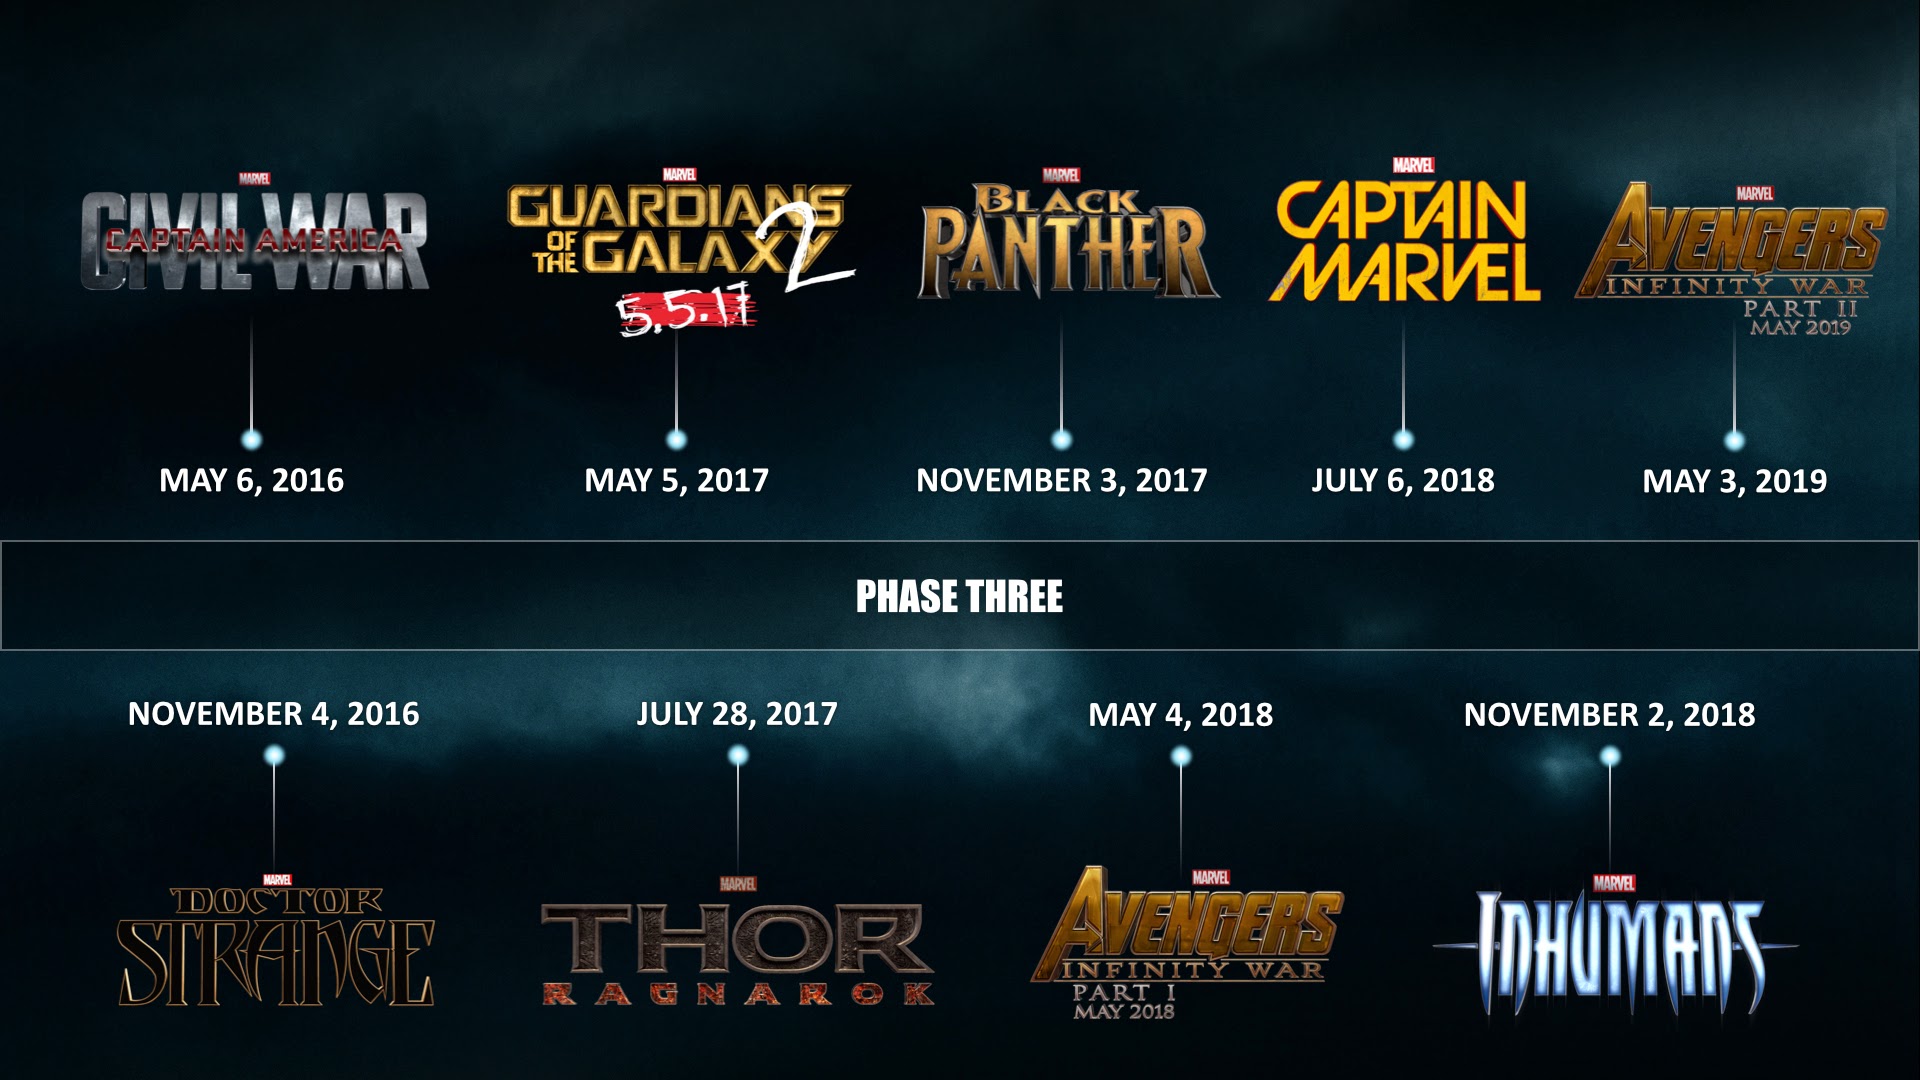 MARVEL
CIVIL WAR
CAPTAIN AMERICA
MAY 6, 2016
MARVEL
GUARDIANS
OF THE GALAXY 2
5.5.17
MAY 5, 2017
MARVEL
BLACK
PANTHER
NOVEMBER 3, 2017
MARVEL
CAPTAIN
MARVEL
JULY 6, 2018
MARVEL
AVENGERS
INFINITY WAR
PART II
MAY 2019
MAY 3, 2019
PHASE THREE
NOVEMBER 4, 2016
MARVEL
DOCTOR
STRANGE
JULY 28, 2017
MARVEL
THOR
RAGNAROK
MAY 4, 2018
MARVEL
AVENGERS
INFINITY WAR
PART I
MAY 2018
NOVEMBER 2, 2018
MARVEL
INHUMANS